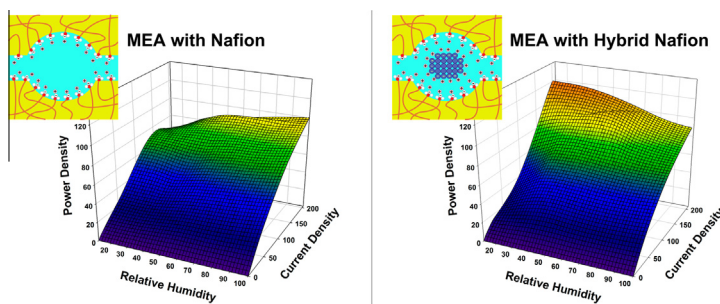 MEA with Nafion
Power Density
120
100
80
60
40
20
0
20 30 40 50 60 70 80 90 100
Relative Humidity
0
50
100
150
200
Current Density
MEA with Hybrid Nafion
Power Density
120
100
80
60
40
20
0
20 30 40 50 60 70 80 90 100
Relative Humidity
0
50
100
150
200
Current Density